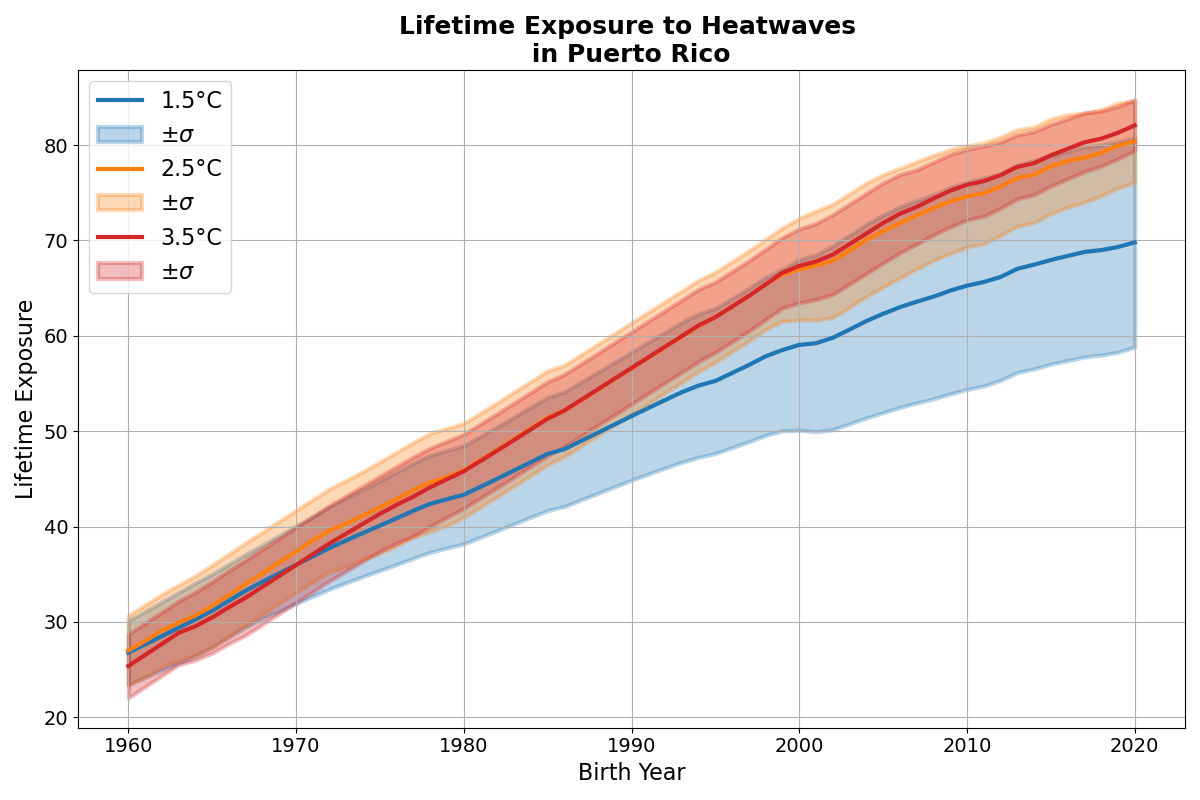 Lifetime Exposure to Heatwaves
in Puerto Rico
1.5°C
±σ
2.5°C
±σ
3.5°C
±σ
Lifetime Exposure
80
70
60
50
40
30
20
1960 1970 1980 1990 2000 2010 2020
Birth Year